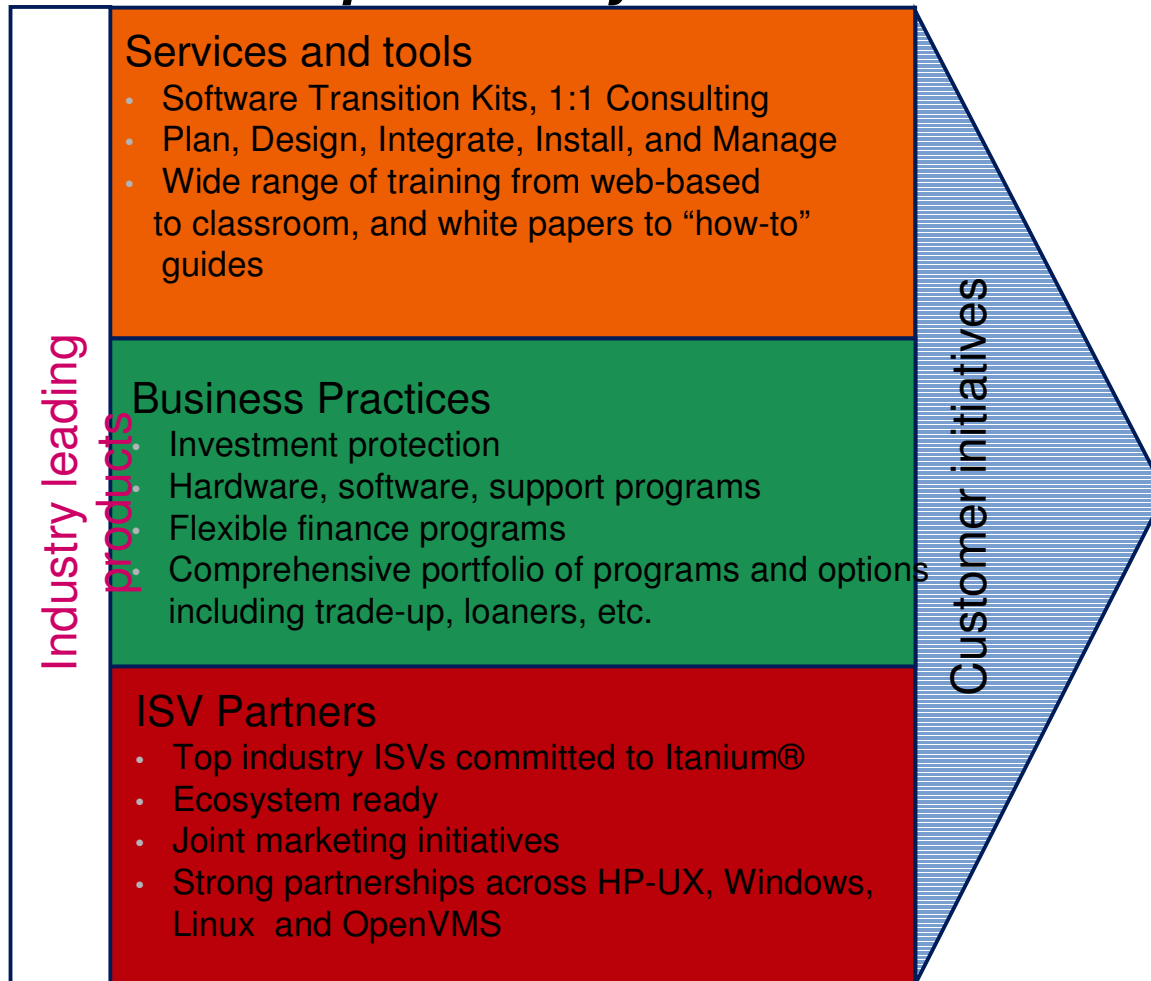 Services and tools
• Software Transition Kits, 1:1 Consulting
• Plan, Design, Integrate, Install, and Manage
• Wide range of training from web-based
to classroom, and white papers to “how-to”
guides
Industry leading
products
Business Practices
• Investment protection
• Hardware, software, support programs
• Flexible finance programs
• Comprehensive portfolio of programs and options
including trade-up, loaners, etc.
ISV Partners
• Top industry ISVs committed to Itanium®
• Ecosystem ready
• Joint marketing initiatives
• Strong partnerships across HP-UX, Windows,
Linux and OpenVMS
Customer initiatives